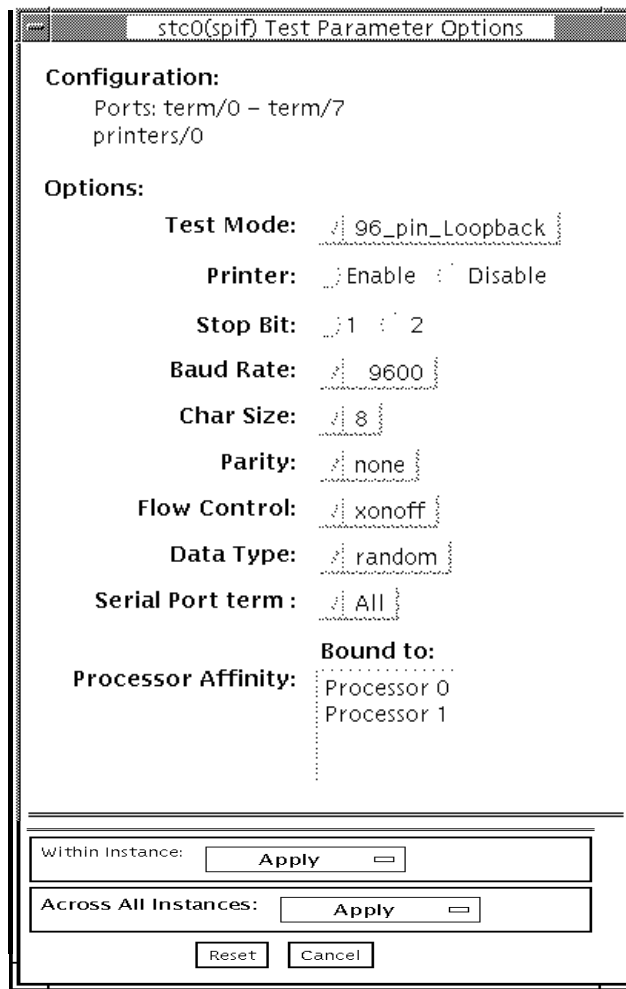 stc0(spif) Test Parameter Options
Configuration:
Ports: term/0 – term/7
printers/0
Options:
Test Mode: 96_pin_Loopback
Printer: Enable Disable
Stop Bit: 1 2
Baud Rate: 9600
Char Size: 8
Parity: none
Flow Control: xonoff
Data Type: random
Serial Port term : All
Bound to:
Processor Affinity: Processor 0
Processor 1
Within Instance: Apply
Across All Instances: Apply
Reset Cancel